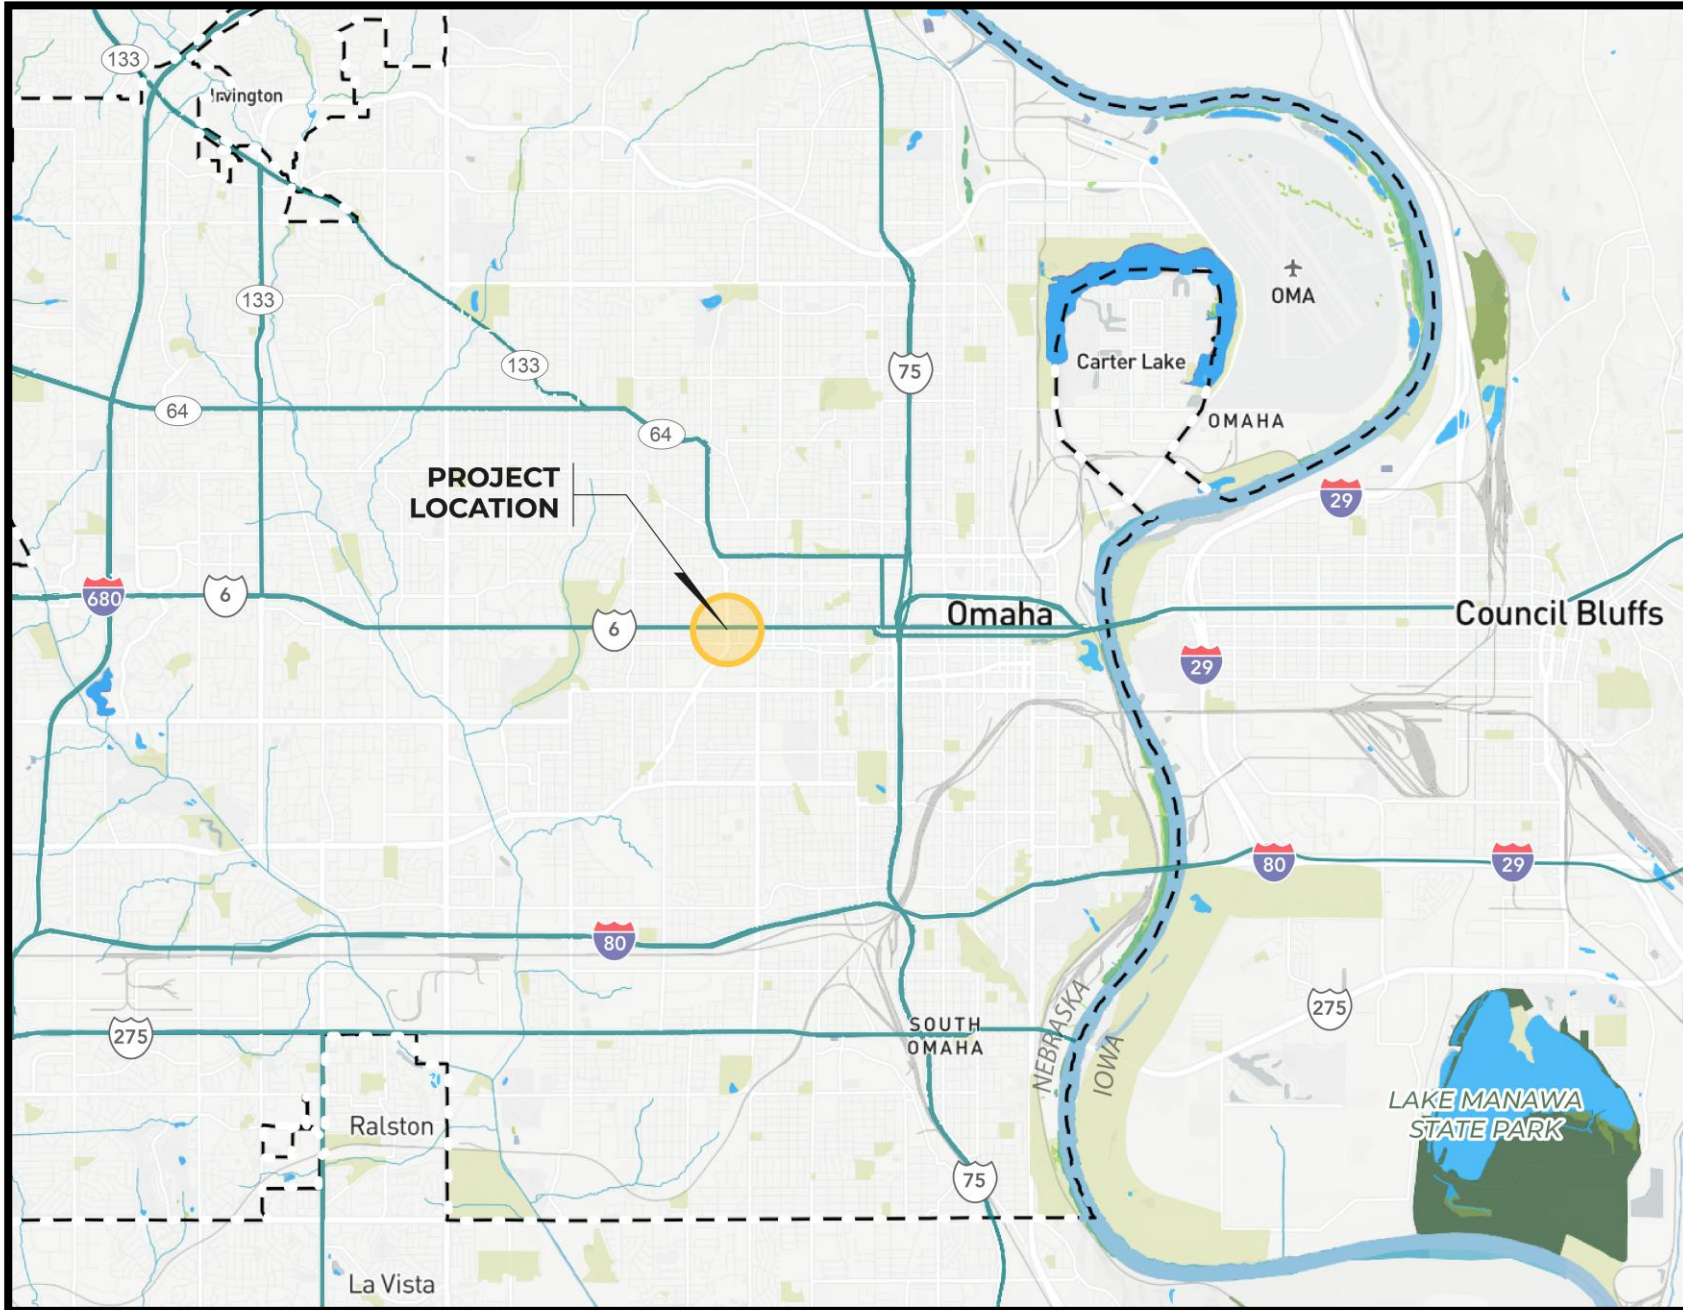 133
Irvington
133
OMA
133
75
Carter Lake
64
OMAHA
64
PROJECT
LOCATION
29
680
6
6
Omaha
Council Bluffs
29
80
29
80
275
275
SOUTH
OMAHA
NEBRASKA
IOWA
LAKE MANAWA
STATE PARK
Ralston
75
La Vista